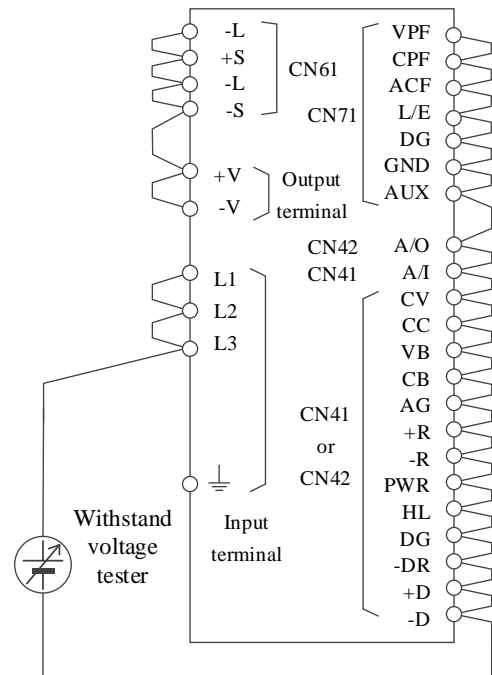 -L
+S
-L
-S
CN61
+V
-V
Output
terminal
L1
L2
L3
Input
terminal
Withstand
voltage
tester
VPF
CPF
ACF
L/E
DG
GND
AUX
CN71
CN42
A/O
CN41
A/I
CV
CC
VB
CB
AG
+R
-R
PWR
HL
DG
-DR
+D
-D
CN41
or
CN42